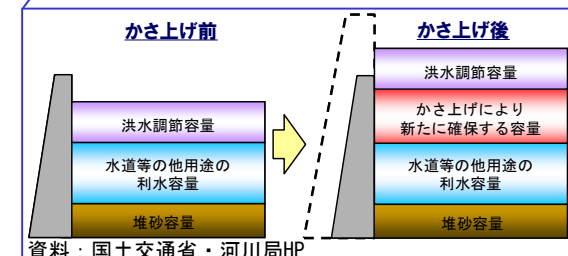 かさ上げ前
洪水調節容量
水道等の他用途の
利水容量
堆砂容量
かさ上げ後
洪水調節容量
かさ上げにより
新たに確保する容量
水道等の他用途の
利水容量
堆砂容量
資料：国土交通省・河川局HP